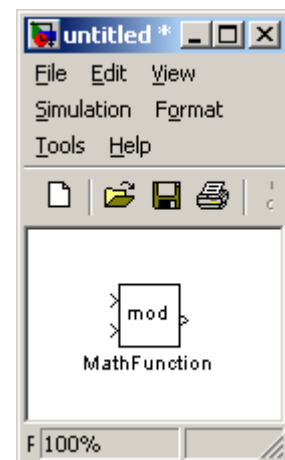 untitled *
File Edit View
Simulation Format
Tools Help
mod
MathFunction
F 100%